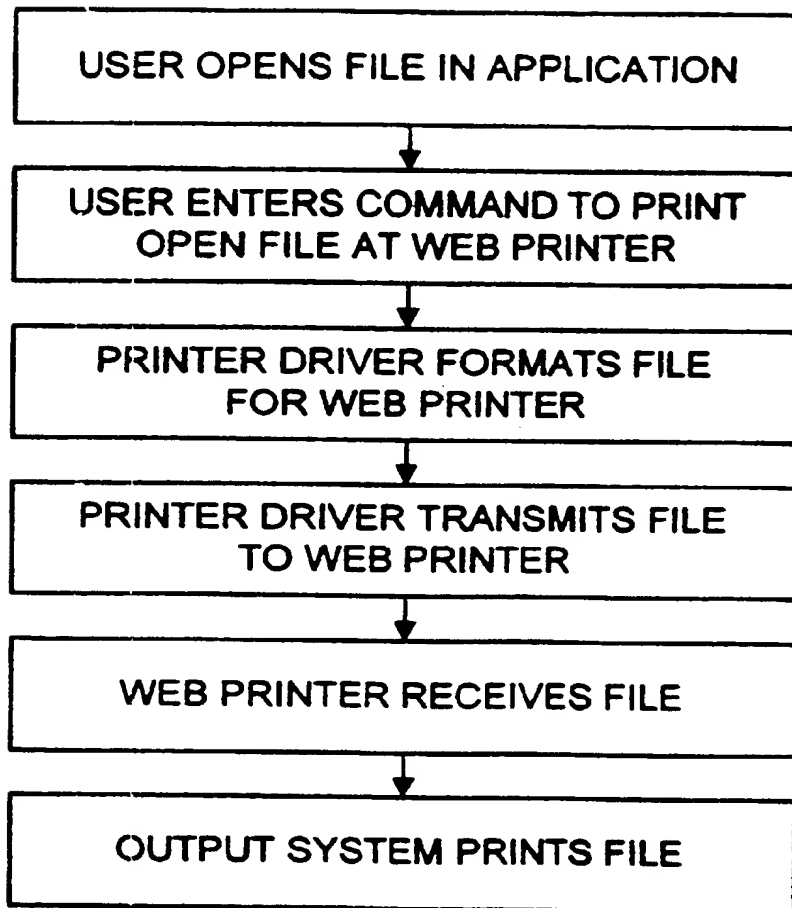 USER OPENS FILE IN APPLICATION
USER ENTERS COMMAND TO PRINT
OPEN FILE AT WEB PRINTER
PRINTER DRIVER FORMATS FILE
FOR WEB PRINTER
PRINTER DRIVER TRANSMITS FILE
TO WEB PRINTER
WEB PRINTER RECEIVES FILE
OUTPUT SYSTEM PRINTS FILE